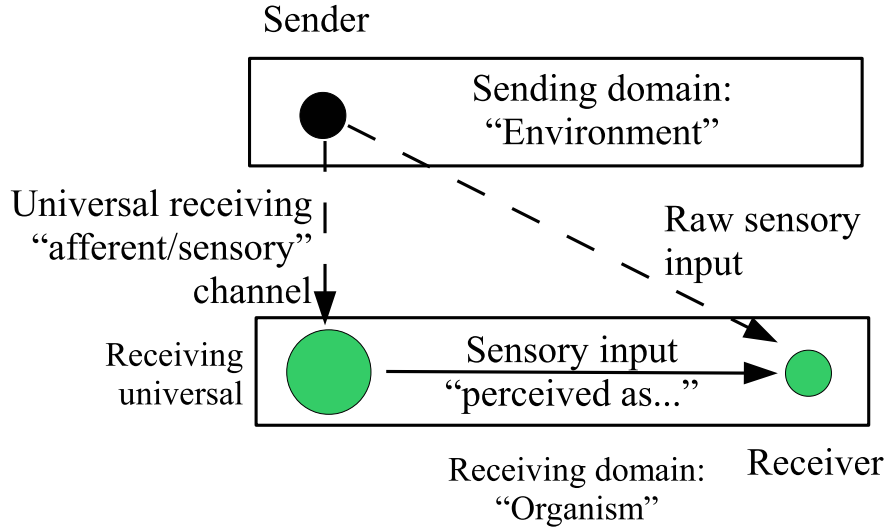 Sender
Sending domain:
“Environment”
Universal receiving
“afferent/sensory”
channel
Raw sensory
input
Receiving
universal
Sensory input
“perceived as...”
Receiving domain:
“Organism”
Receiver